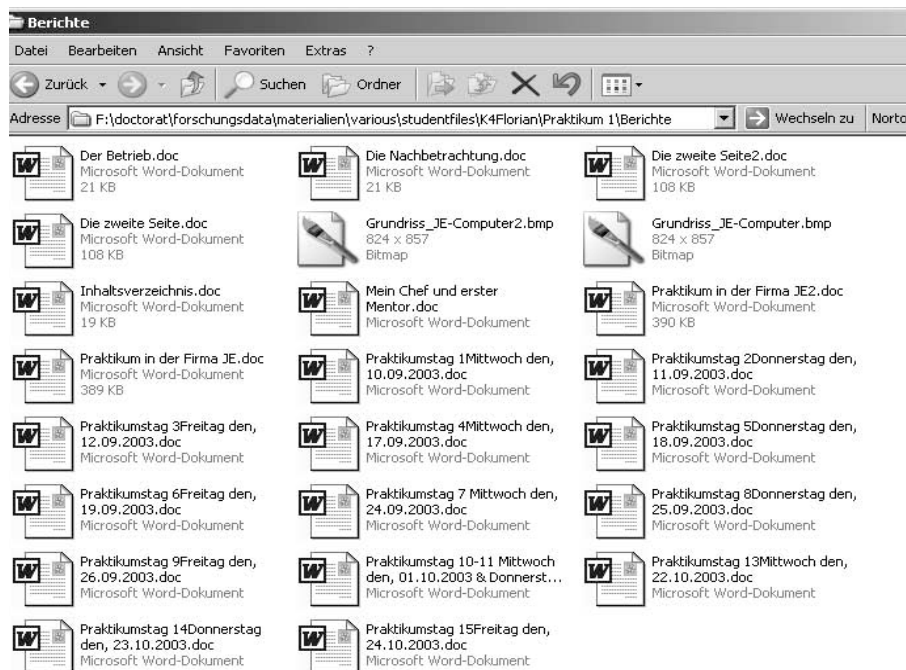 Berichte
Datei Bearbeiten Ansicht Favoriten Extras ?
Zurück Suchen Ordner
Adresse F:\doctorat\forschungsdata\materialien\various\studentfiles\K4Florian\Praktikum 1\Berichte Wechseln zu Norto
Der Betrieb.doc
Microsoft Word-Dokument
21 KB
Die Nachbetrachtung.doc
Microsoft Word-Dokument
21 KB
Die zweite Seite2.doc
Microsoft Word-Dokument
108 KB
Die zweite Seite.doc
Microsoft Word-Dokument
108 KB
Grundriss_JE-Computer2.bmp
824 x 857
Bitmap
Grundriss_JE-Computer.bmp
824 x 857
Bitmap
Inhaltsverzeichnis.doc
Microsoft Word-Dokument
19 KB
Mein Chef und erster
Mentor.doc
Microsoft Word-Dokument
Praktikum in der Firma JE2.doc
Microsoft Word-Dokument
390 KB
Praktikum in der Firma JE.doc
Microsoft Word-Dokument
389 KB
Praktikumstag 1Mittwoch den,
10.09.2003.doc
Microsoft Word-Dokument
Praktikumstag 2Donnerstag den,
11.09.2003.doc
Microsoft Word-Dokument
Praktikumstag 3Freitag den,
12.09.2003.doc
Microsoft Word-Dokument
Praktikumstag 4Mittwoch den,
17.09.2003.doc
Microsoft Word-Dokument
Praktikumstag 5Donnerstag den,
18.09.2003.doc
Microsoft Word-Dokument
Praktikumstag 6Freitag den,
19.09.2003.doc
Microsoft Word-Dokument
Praktikumstag 7 Mittwoch den,
24.09.2003.doc
Microsoft Word-Dokument
Praktikumstag 8Donnerstag den,
25.09.2003.doc
Microsoft Word-Dokument
Praktikumstag 9Freitag den,
26.09.2003.doc
Microsoft Word-Dokument
Praktikumstag 10-11 Mittwoch
den, 01.10.2003 & Donnerst...
Microsoft Word-Dokument
Praktikumstag 13Mittwoch den,
22.10.2003.doc
Microsoft Word-Dokument
Praktikumstag 14Donnerstag
den, 23.10.2003.doc
Microsoft Word-Dokument
Praktikumstag 15Freitag den,
24.10.2003.doc
Microsoft Word-Dokument